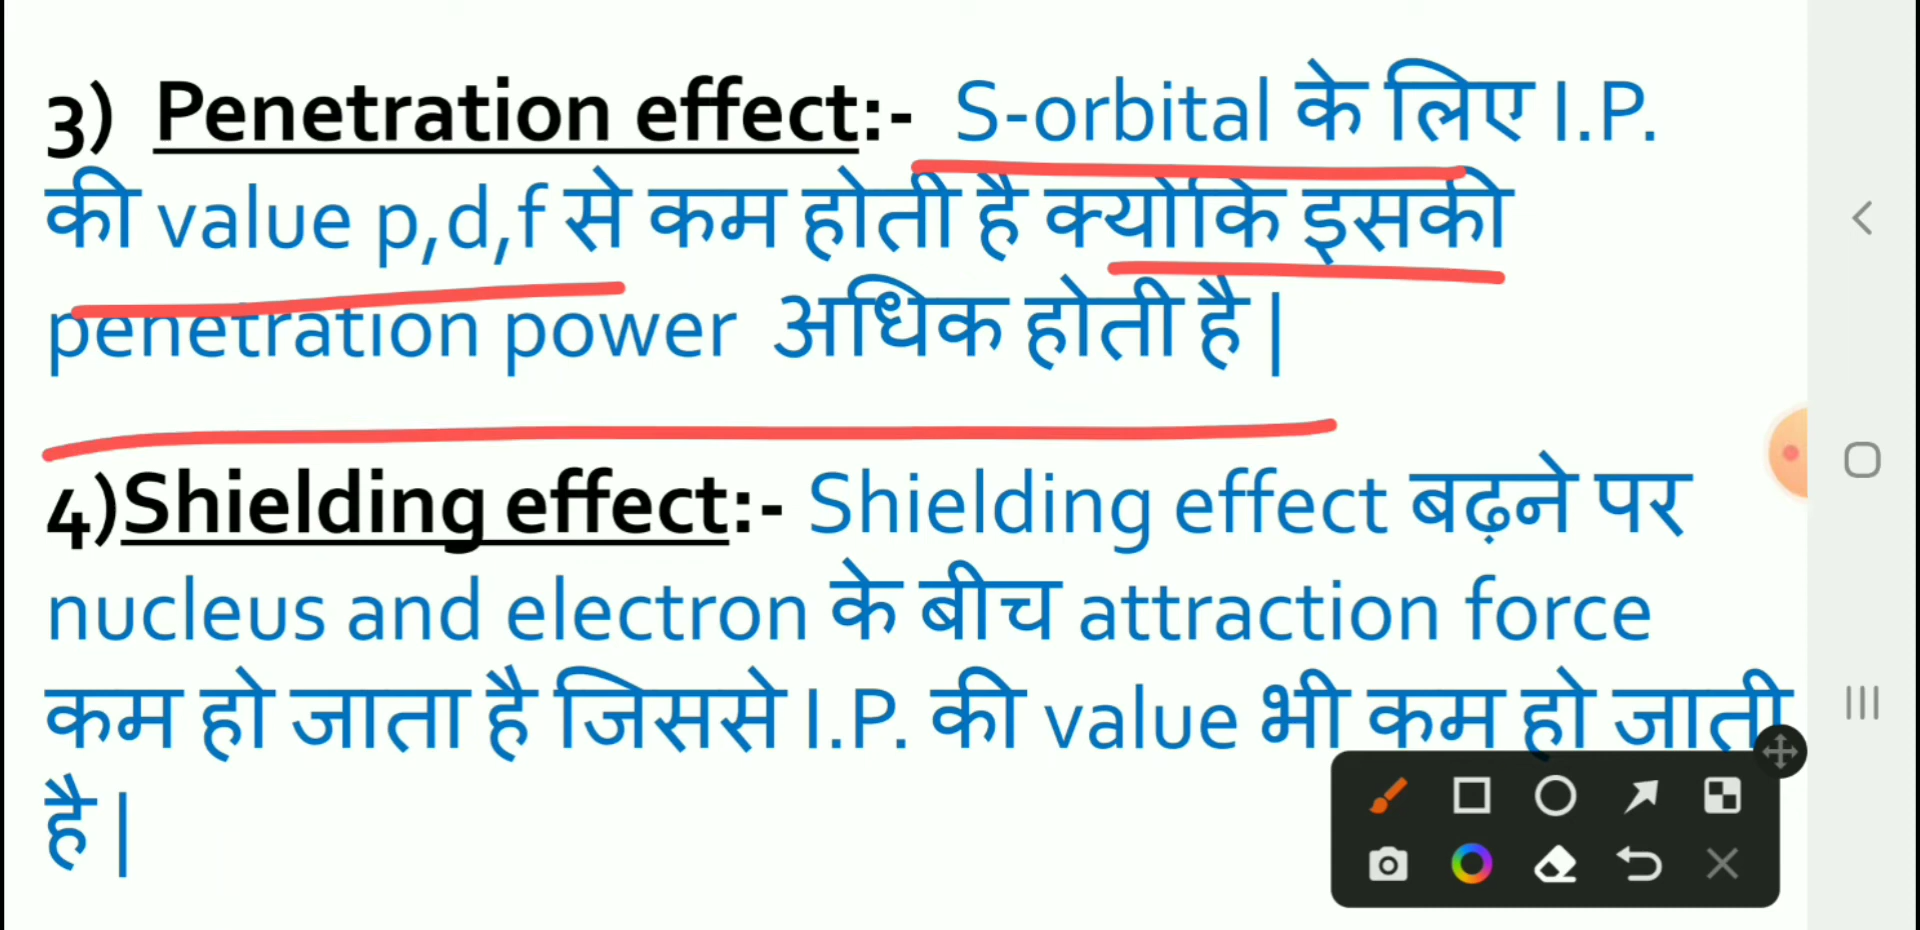 3) Penetration effect:- S-orbital के लिए I.P.
की value p,d,f से कम होती है क्योकि इसकी
penetration power अधिक होती है |
4)Shielding effect:- Shielding effect बढ़ने पर
nucleus and electron के बीच attraction force
कम हो जाता है जिससे I.P. की value भी कम हो जाती
है |